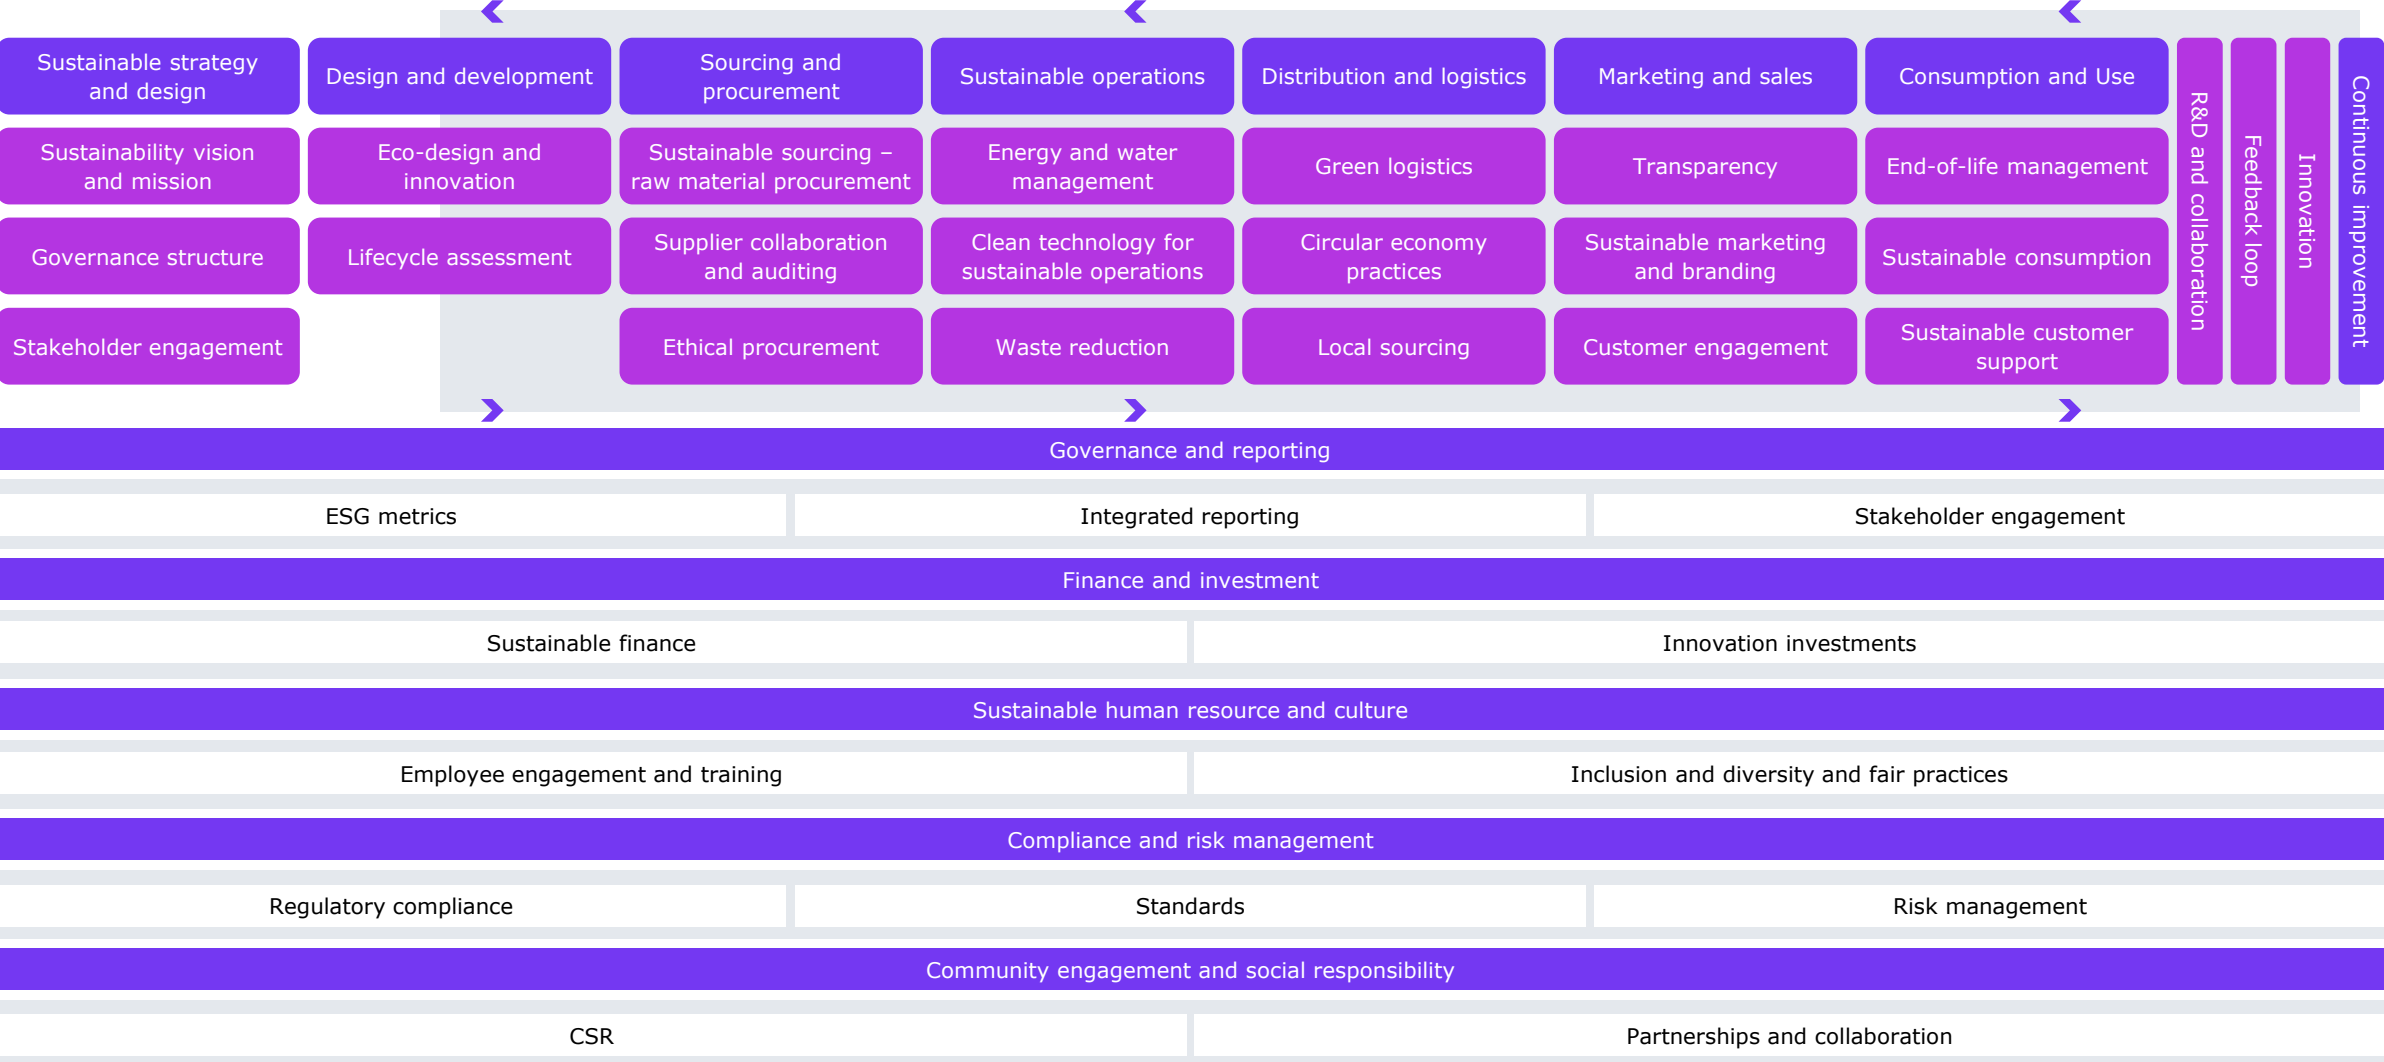 Sustainable strategy
and design
Design and development
Sourcing and
procurement
Sustainable operations
Distribution and logistics
Marketing and sales
Consumption and Use
Sustainability vision
and mission
Eco-design and
innovation
Sustainable sourcing –
raw material procurement
Energy and water
management
Green logistics
Transparency
End-of-life management
Governance structure
Lifecycle assessment
Supplier collaboration
and auditing
Clean technology for
sustainable operations
Circular economy
practices
Sustainable marketing
and branding
Sustainable consumption
Stakeholder engagement
Ethical procurement
Waste reduction
Local sourcing
Customer engagement
Sustainable customer
support
R&D and collaboration
Feedback loop
Innovation
Continuous improvement
Governance and reporting
ESG metrics
Integrated reporting
Stakeholder engagement
Finance and investment
Sustainable finance
Innovation investments
Sustainable human resource and culture
Employee engagement and training
Inclusion and diversity and fair practices
Compliance and risk management
Regulatory compliance
Standards
Risk management
Community engagement and social responsibility
CSR
Partnerships and collaboration